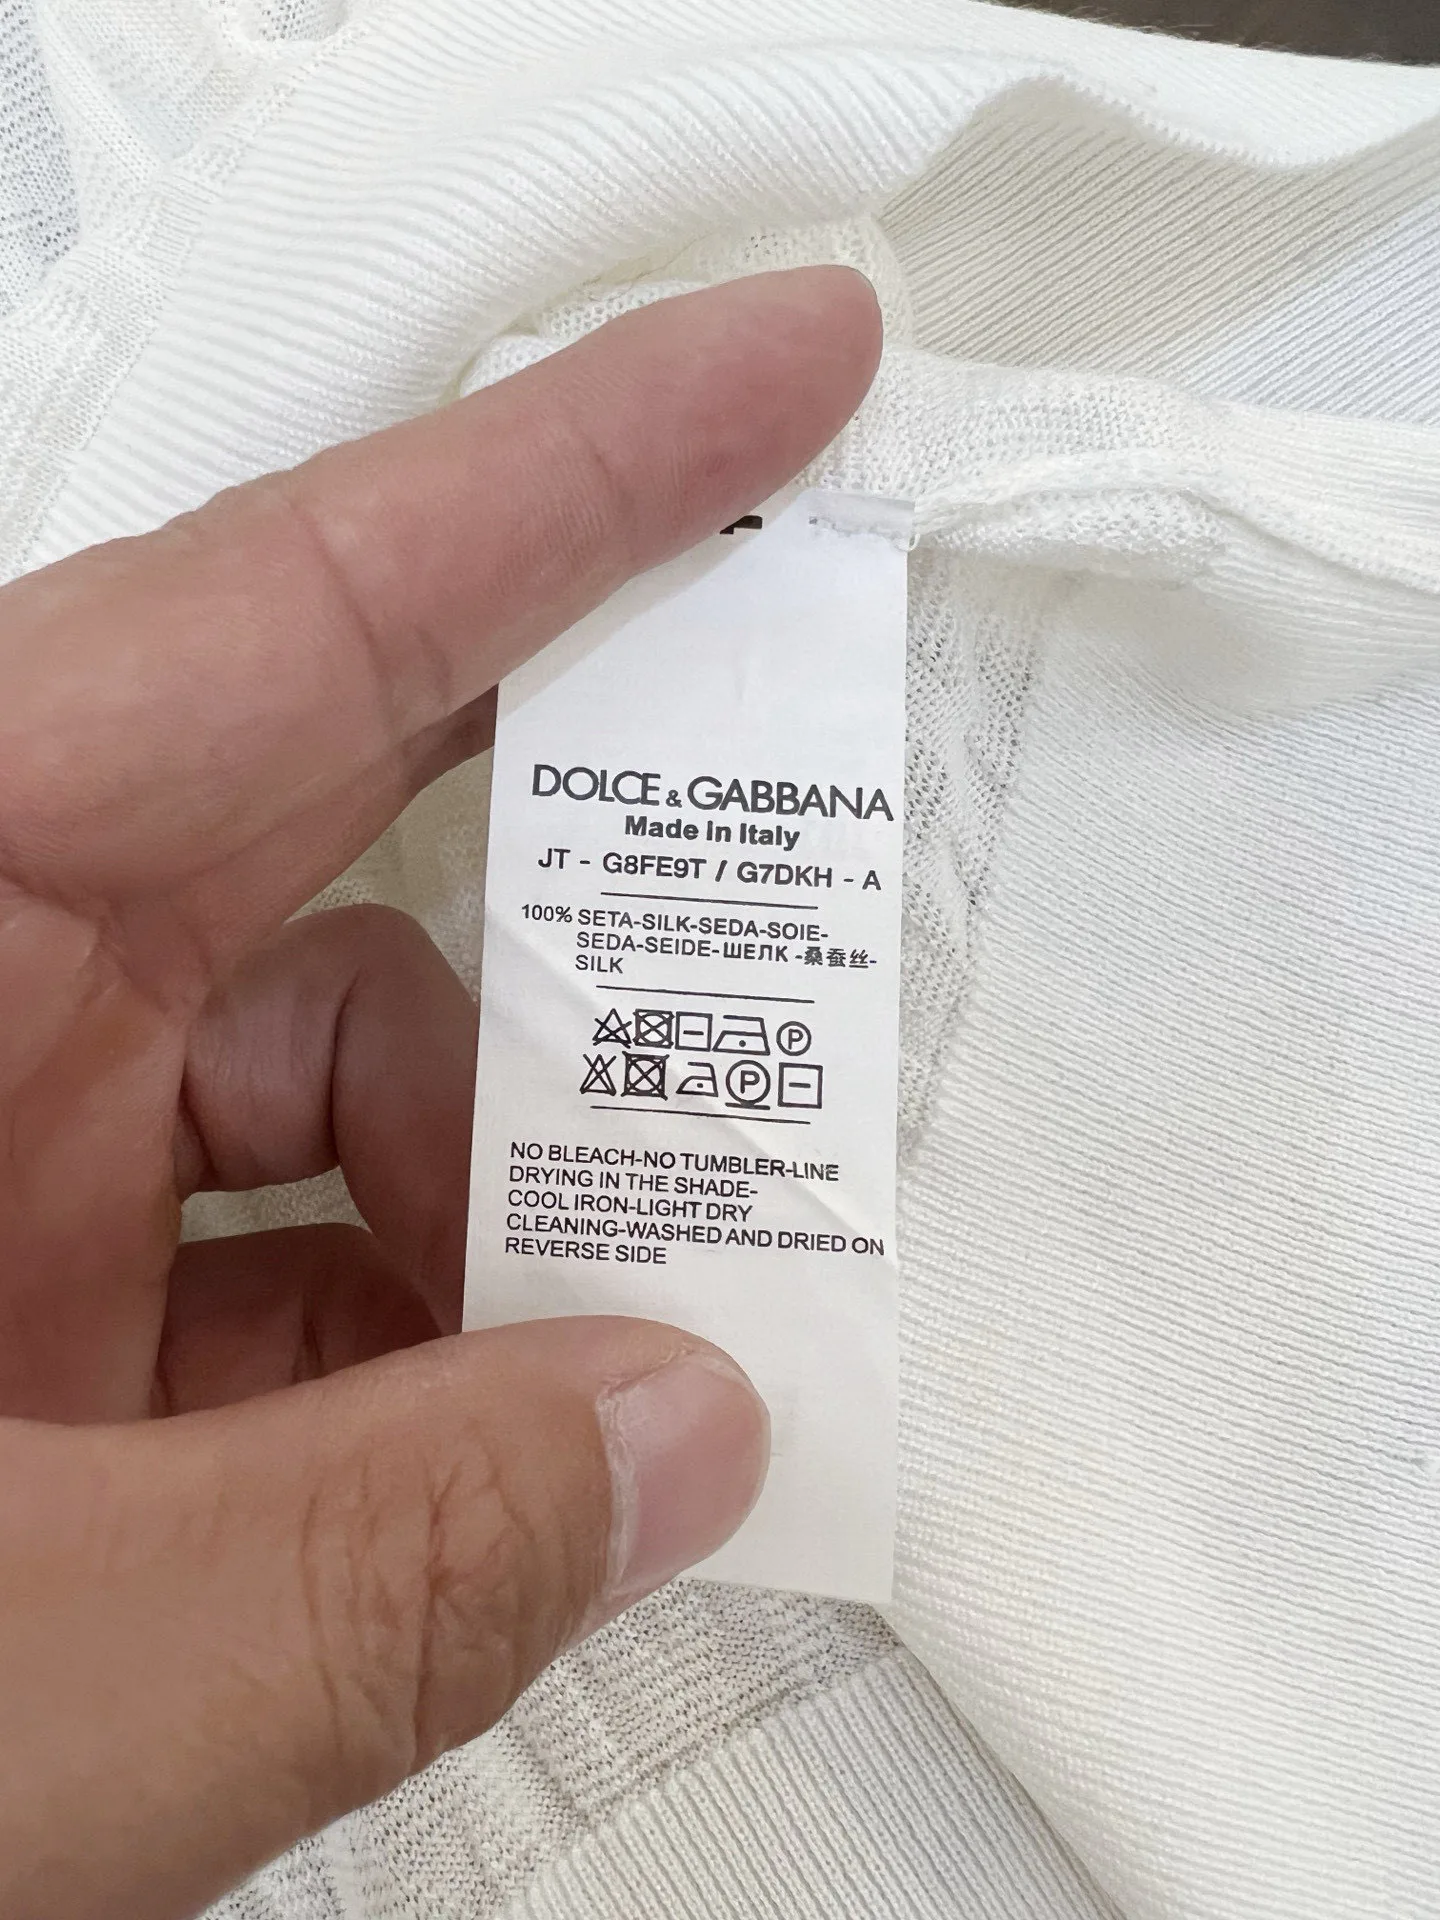 DOLCE & GABBANA
Made in Italy
JT - G8FE9T / G7DKH - A
100% SETA-SILK-SEDA-SOIE-
SEDA-SEIDE-ШЕЛК -桑蚕丝-
SILK
P
P
NO BLEACH-NO TUMBLER-LINE
DRYING IN THE SHADE-
COOL IRON-LIGHT DRY
CLEANING-WASHED AND DRIED ON
REVERSE SIDE